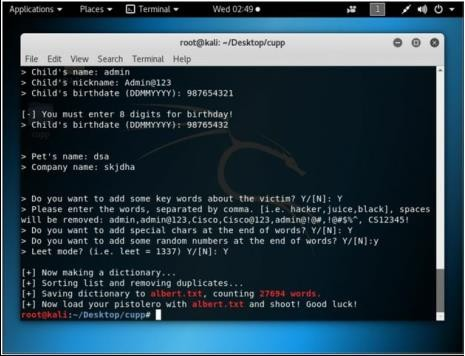 Applications Places Terminal Wed 02:49 1
root@kali: ~/Desktop/cupp
File Edit View Search Terminal Help
> Child's name: admin
> Child's nickname: Admin@123
> Child's birthdate (DDMMYYYY): 987654321
[-] You must enter 8 digits for birthday!
> Child's birthdate (DDMMYYYY): 98765432
> Pet's name: dsa
> Company name: skjdha
> Do you want to add some key words about the victim? Y/[N]: Y
> Please enter the words, separated by comma. [i.e. hacker,juice,black], spaces
will be removed: admin,admin@123,Cisco,Cisco@123,admin@!@#,!@#$%^, CS12345!
> Do you want to add special chars at the end of words? Y/[N]: Y
> Do you want to add some random numbers at the end of words? Y/[N]:y
> Leet mode? (i.e. leet = 1337) Y/[N]: Y
[+] Now making a dictionary...
[+] Sorting list and removing duplicates...
[+] Saving dictionary to albert.txt, counting 27694 words.
[+] Now load your pistolero with albert.txt and shoot! Good luck!
root@kali:~/Desktop/cupp#